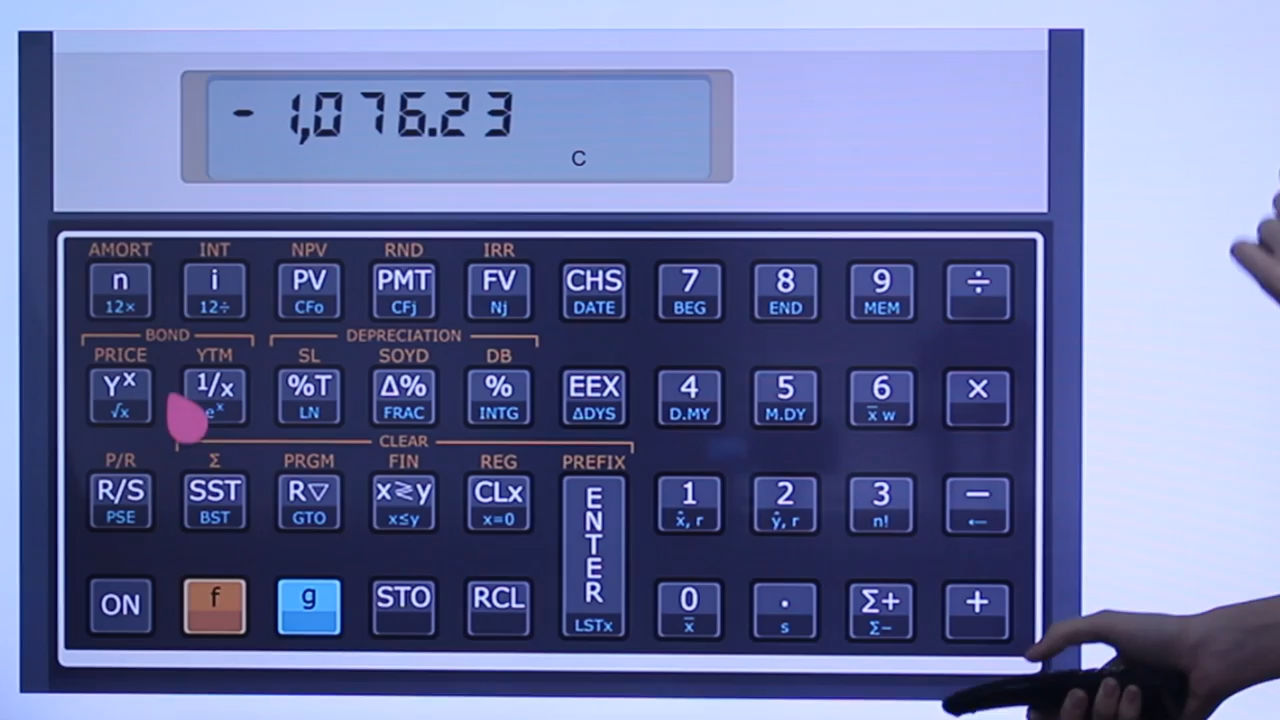 - 1,076.23
C
AMORT INT NPV RND IRR
n i PV PMT FV CHS 7 8 9 ÷
12× 12÷ CFo CFj Nj DATE BEG END MEM
BOND DEPRECIATION
PRICE YTM SL SOYD DB
Yˣ 1/x %T Δ% % EEX 4 5 6 ×
√x eˣ LN FRAC INTG ΔDYS D.MY M.DY x̅ w
CLEAR
P/R Σ PRGM FIN REG PREFIX
R/S SST R▽ x≷y CLx ENTER 1 2 3 −
PSE BST GTO x≤y x=0 x̂, r ŷ, r n! ←
ON f g STO RCL 0 . Σ+ +
LSTx x̅ s Σ−